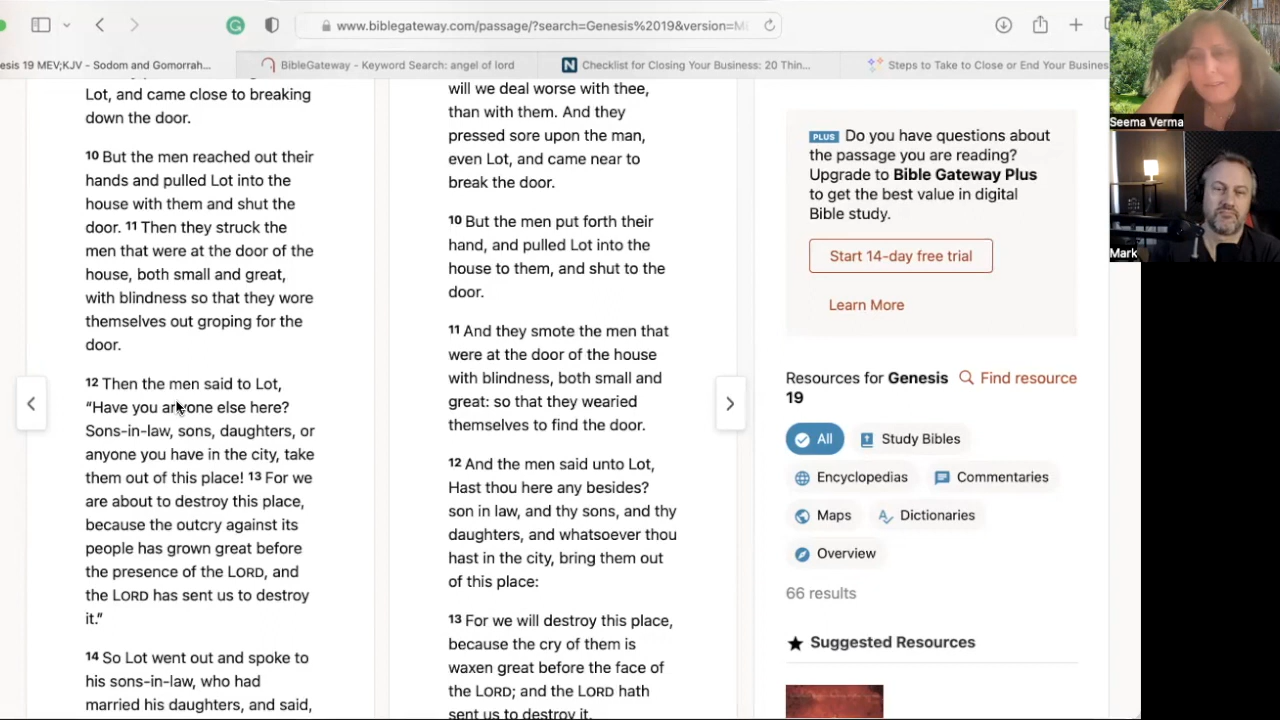 www.biblegateway.com/passage/?search=Genesis%2019&version=M
esis 19 MEV;KJV - Sodom and Gomorrah...
BibleGateway - Keyword Search: angel of lord
Checklist for Closing Your Business: 20 Thin...
Steps to Take to Close or End Your Busines
Lot, and came close to breaking
down the door.
10 But the men reached out their
hands and pulled Lot into the
house with them and shut the
door. 11 Then they struck the
men that were at the door of the
house, both small and great,
with blindness so that they wore
themselves out groping for the
door.
12 Then the men said to Lot,
“Have you anyone else here?
Sons-in-law, sons, daughters, or
anyone you have in the city, take
them out of this place! 13 For we
are about to destroy this place,
because the outcry against its
people has grown great before
the presence of the LORD, and
the LORD has sent us to destroy
it.”
14 So Lot went out and spoke to
his sons-in-law, who had
married his daughters, and said,
will we deal worse with thee,
than with them. And they
pressed sore upon the man,
even Lot, and came near to
break the door.
10 But the men put forth their
hand, and pulled Lot into the
house to them, and shut to the
door.
11 And they smote the men that
were at the door of the house
with blindness, both small and
great: so that they wearied
themselves to find the door.
12 And the men said unto Lot,
Hast thou here any besides?
son in law, and thy sons, and thy
daughters, and whatsoever thou
hast in the city, bring them out
of this place:
13 For we will destroy this place,
because the cry of them is
waxen great before the face of
the LORD; and the LORD hath
sent us to destroy it.
PLUS Do you have questions about
the passage you are reading?
Upgrade to Bible Gateway Plus
to get the best value in digital
Bible study.
Start 14-day free trial
Learn More
Resources for Genesis
19
Find resource
All
Study Bibles
Encyclopedias
Commentaries
Maps
Dictionaries
Overview
66 results
★ Suggested Resources
Seema Verma
Mark